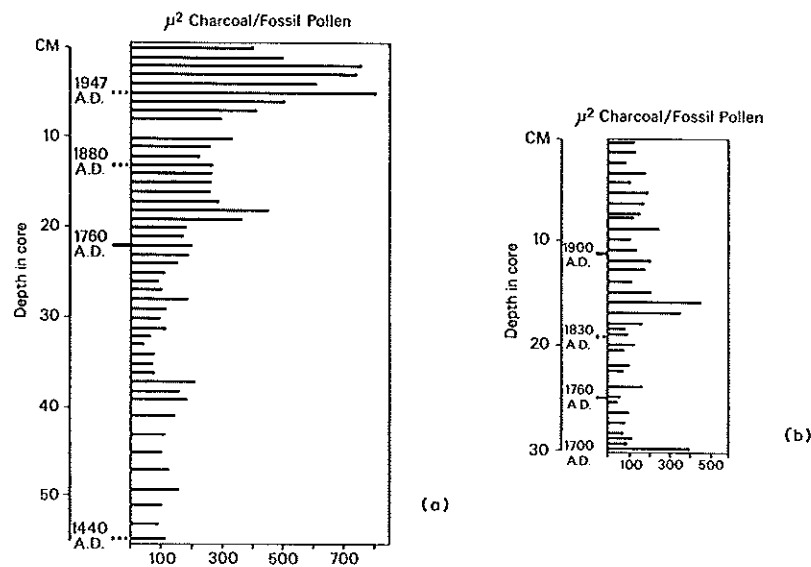 μ² Charcoal/Fossil Pollen
CM
1947
A.D.
10
1880
A.D.
20
1760
A.D.
30
40
50
1440
A.D.
Depth in core
100 300 500 700
(a)
μ² Charcoal/Fossil Pollen
CM
10
1900
A.D.
1830
A.D.
20
1760
A.D.
1700
A.D.
30
Depth in core
100 300 500
(b)